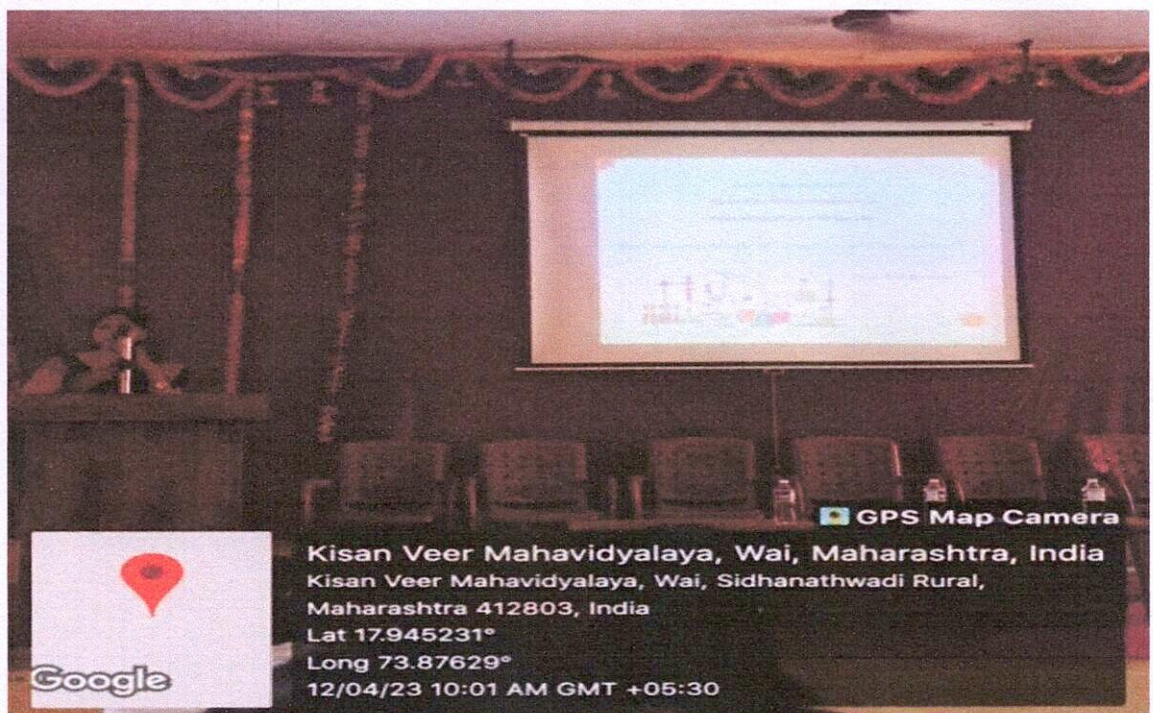 GPS Map Camera
Kisan Veer Mahavidyalaya, Wai, Maharashtra, India
Kisan Veer Mahavidyalaya, Wai, Sidhanathwadi Rural,
Maharashtra 412803, India
Lat 17.945231°
Long 73.87629°
12/04/23 10:01 AM GMT +05:30
Google